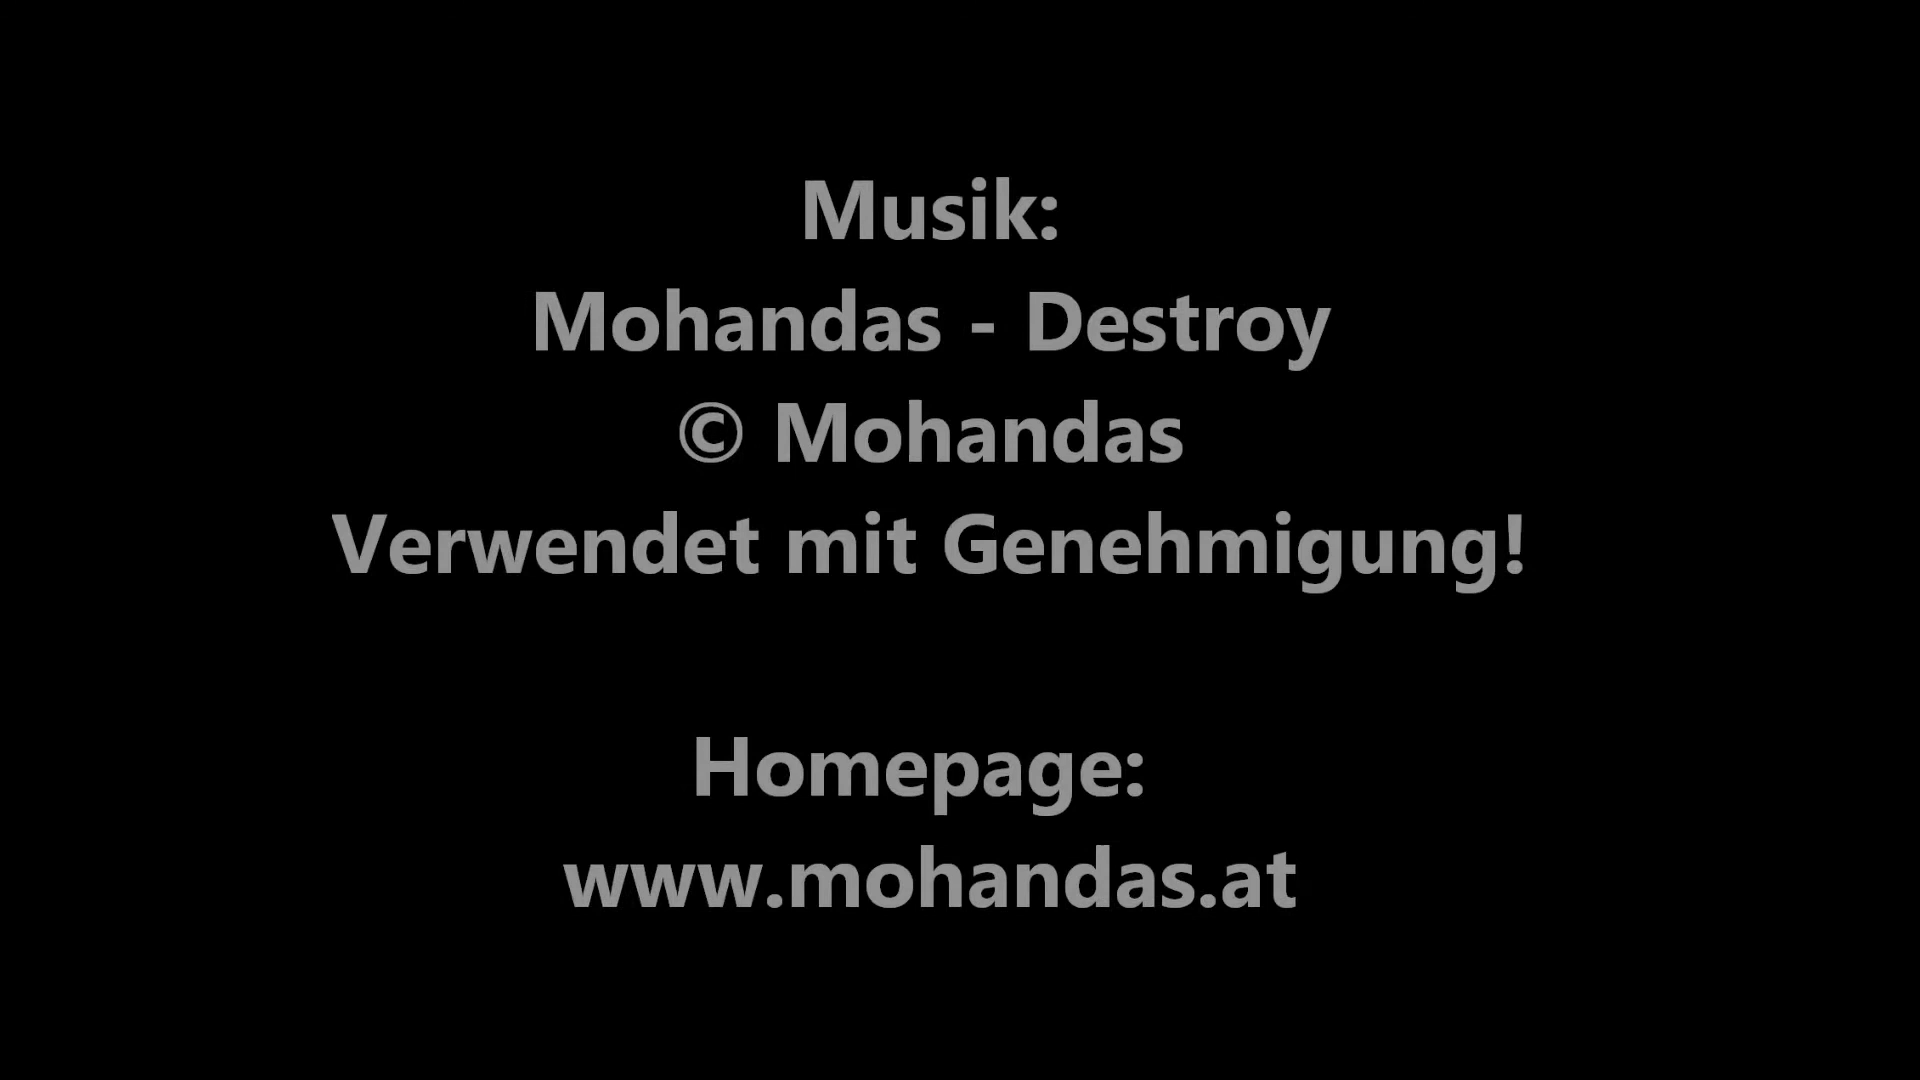 Musik:
Mohandas - Destroy
© Mohandas
Verwendet mit Genehmigung!
Homepage:
www.mohandas.at